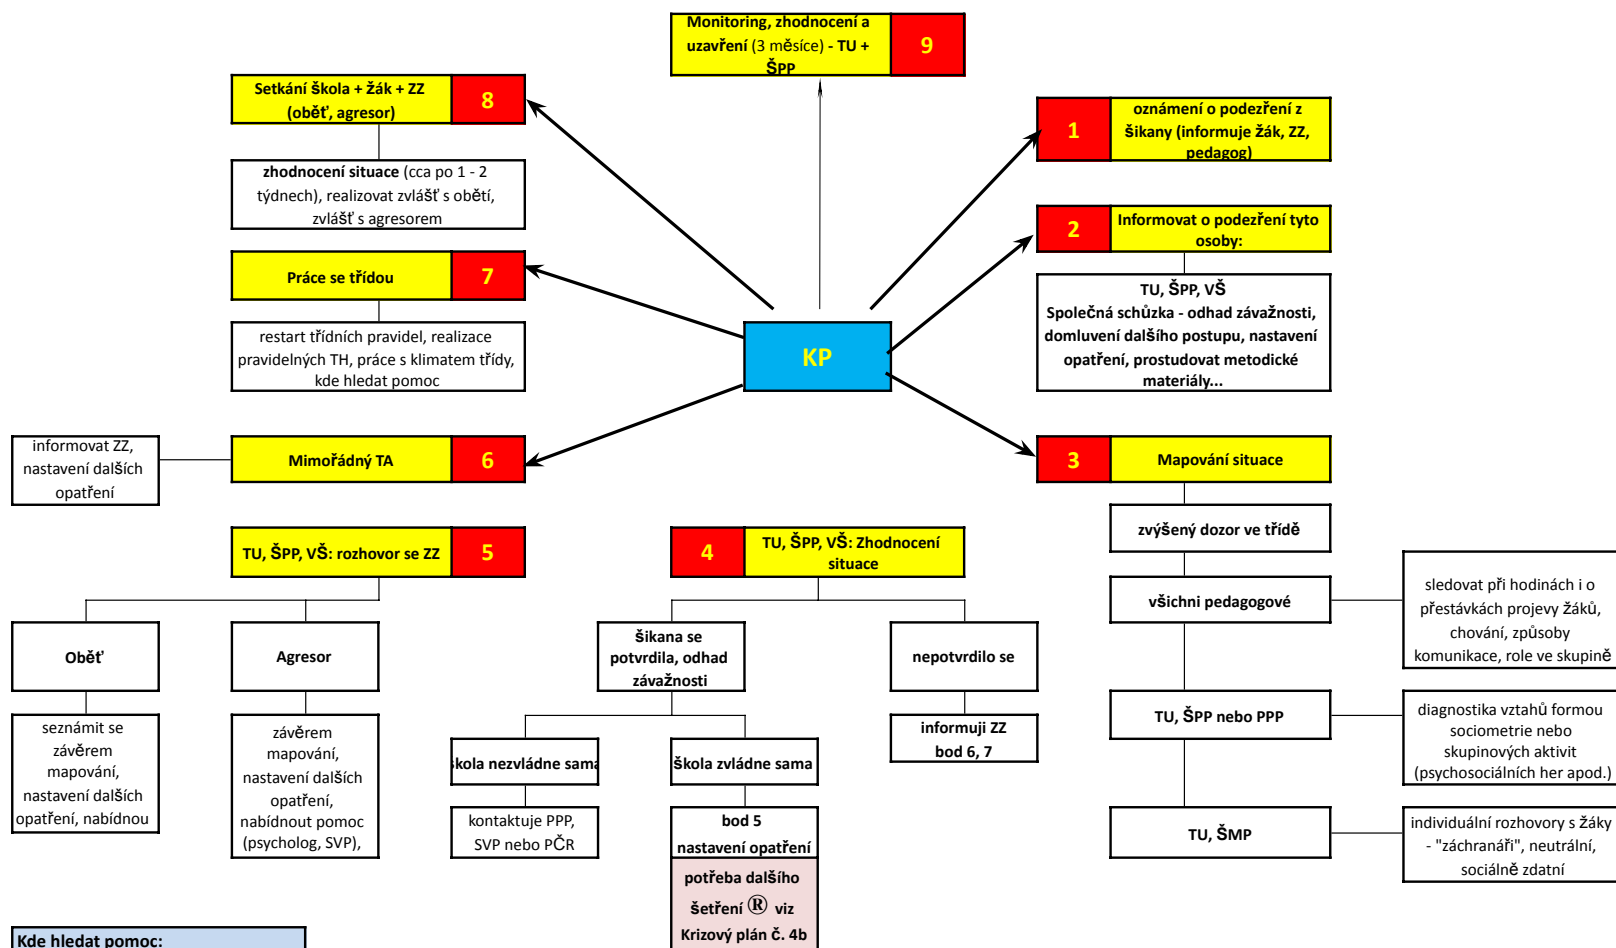 Monitoring, zhodnocení a
uzavření (3 měsíce) - TU +
ŠPP
9
Setkání škola + žák + ZZ
(oběť, agresor)
8
zhodnocení situace (cca po 1 - 2
týdnech), realizovat zvlášť s obětí,
zvlášť s agresorem
1
oznámení o podezření z
šikany (informuje žák, ZZ,
pedagog)
2
Informovat o podezření tyto
osoby:
TU, ŠPP, VŠ
Společná schůzka - odhad závažnosti,
domluvení dalšího postupu, nastavení
opatření, prostudovat metodické
materiály...
Práce se třídou
7
restart třídních pravidel, realizace
pravidelných TH, práce s klimatem třídy,
kde hledat pomoc
KP
informovat ZZ,
nastavení dalších
opatření
Mimořádný TA
6
3
Mapování situace
zvýšený dozor ve třídě
všichni pedagogové
sledovat při hodinách i o
přestávkách projevy žáků,
chování, způsoby
komunikace, role ve skupině
TU, ŠPP nebo PPP
diagnostika vztahů formou
sociometrie nebo
skupinových aktivit
(psychosociálních her apod.)
TU, ŠMP
individuální rozhovory s žáky
- "záchranáři", neutrální,
sociálně zdatní
TU, ŠPP, VŠ: rozhovor se ZZ
5
Oběť
Agresor
seznámit se
závěrem
mapování,
nastavení dalších
opatření, nabídnou
závěrem
mapování,
nastavení dalších
opatření,
nabídnout pomoc
(psycholog, SVP),
4
TU, ŠPP, VŠ: Zhodnocení
situace
šikana se
potvrdila, odhad
závažnosti
nepotvrdilo se
informuji ZZ
bod 6, 7
škola nezvládne sama
škola zvládne sama
kontaktuje PPP,
SVP nebo PČR
bod 5
nastavení opatření
potřeba dalšího
šetření ® viz
Krizový plán č. 4b
Kde hledat pomoc: